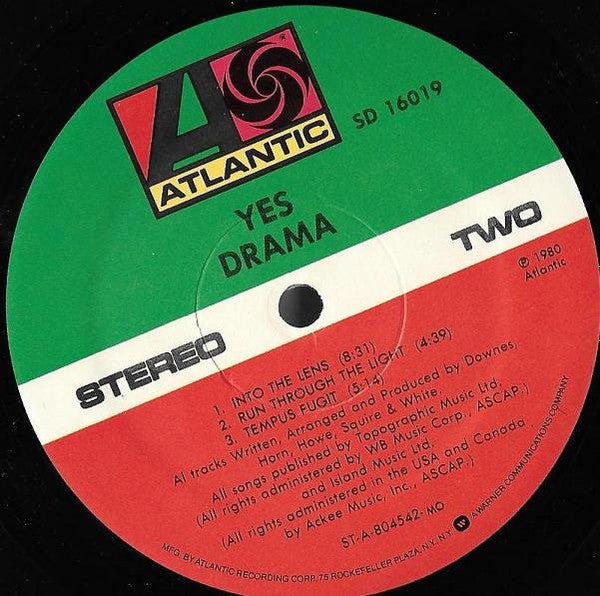 ATLANTIC
SD 16019
YES
DRAMA
STEREO
TWO
℗ 1980
Atlantic
1. INTO THE LENS (8:31)
2. RUN THROUGH THE LIGHT (4:39)
3. TEMPUS FUGIT (5:14)
Al tracks Written, Arranged and Produced by Downes,
Horn, Howe, Squire & White.
All songs published by Topographic Music Ltd.
(All rights administered by WB Music Corp., ASCAP.)
and Island Music Ltd.
(All rights administered in the USA and Canada
by Ackee Music, Inc., ASCAP.)
ST-A-804542-MO
MFG. BY ATLANTIC RECORDING CORP., 75 ROCKEFELLER PLAZA, N.Y., N.Y. A WARNER COMMUNICATIONS COMPANY